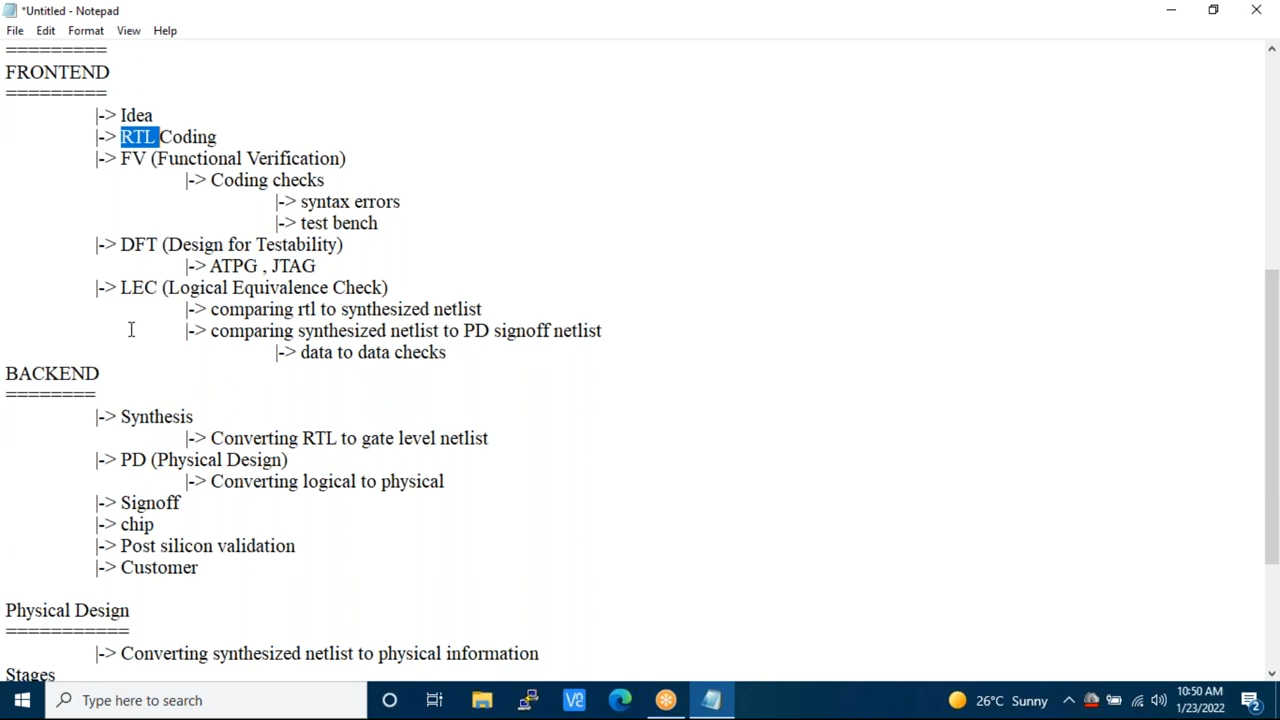 *Untitled - Notepad
File Edit Format View Help
=========
FRONTEND
=========
|-> Idea
|-> RTL Coding
|-> FV (Functional Verification)
|-> Coding checks
|-> syntax errors
|-> test bench
|-> DFT (Design for Testability)
|-> ATPG , JTAG
|-> LEC (Logical Equivalence Check)
|-> comparing rtl to synthesized netlist
|-> comparing synthesized netlist to PD signoff netlist
|-> data to data checks
BACKEND
========
|-> Synthesis
|-> Converting RTL to gate level netlist
|-> PD (Physical Design)
|-> Converting logical to physical
|-> Signoff
|-> chip
|-> Post silicon validation
|-> Customer
Physical Design
===========
|-> Converting synthesized netlist to physical information
Stages
Type here to search
26°C Sunny
10:50 AM
1/23/2022
2